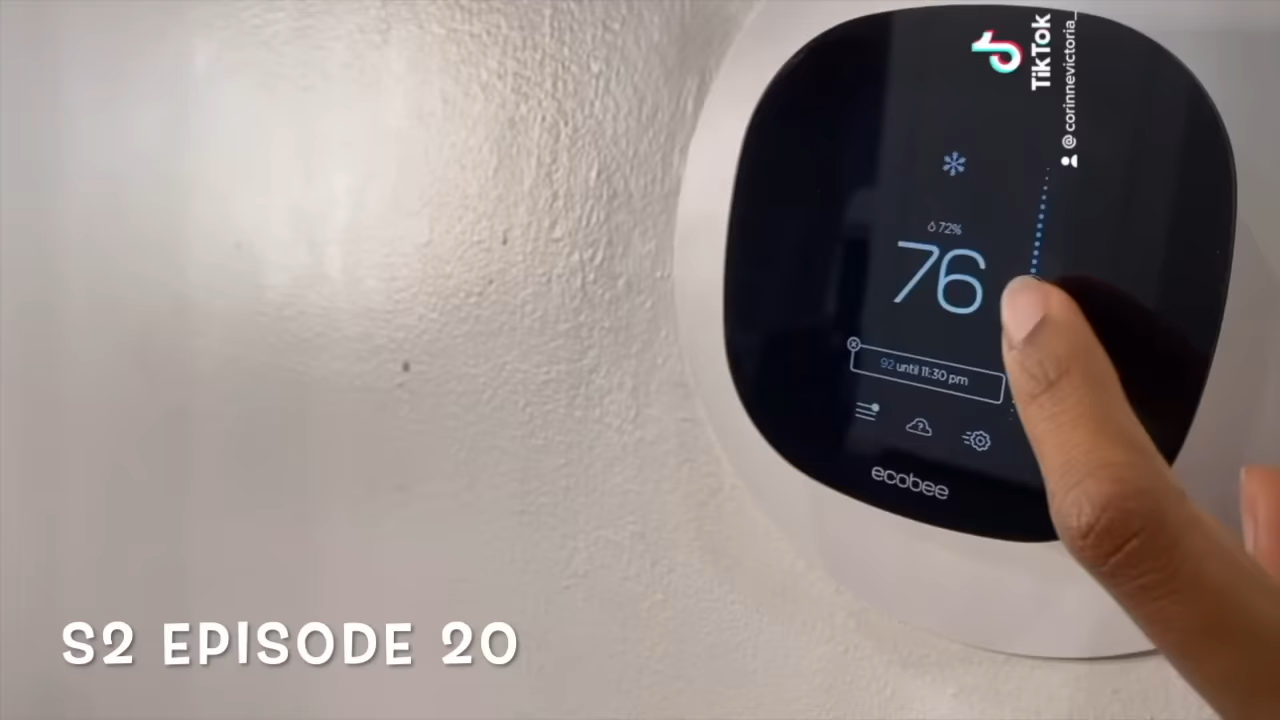 TikTok
@corinnevictoria_
72%
76
92 until 11:30 pm
?
ecobee
S2 EPISODE 20